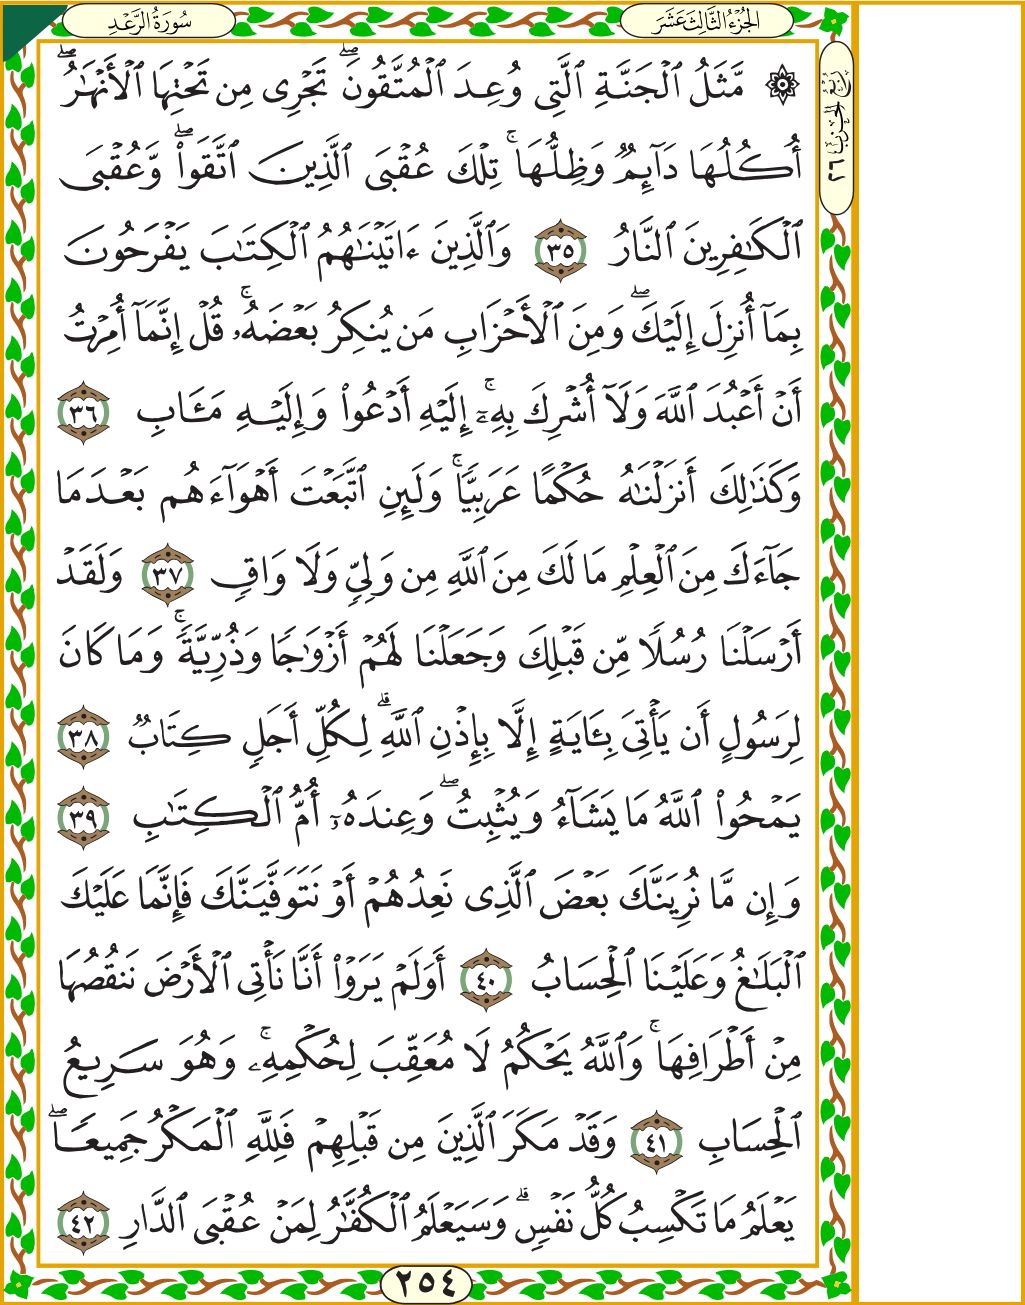 سُورَةُ الرَّعْدِ
الجُزْءُ الثَّالِثَ عَشَرَ
رُبْعُ الْحِزْبِ ٢٦
۞ مَّثَلُ ٱلۡجَنَّةِ ٱلَّتِي وُعِدَ ٱلۡمُتَّقُونَۖ تَجۡرِي مِن تَحۡتِهَا ٱلۡأَنۡهَٰرُۖ
أُكُلُهَا دَآئِمٞ وَظِلُّهَاۚ تِلۡكَ عُقۡبَى ٱلَّذِينَ ٱتَّقَواْۖ وَّعُقۡبَى
ٱلۡكَٰفِرِينَ ٱلنَّارُ ٣٥ وَٱلَّذِينَ ءَاتَيۡنَٰهُمُ ٱلۡكِتَٰبَ يَفۡرَحُونَ
بِمَآ أُنزِلَ إِلَيۡكَۖ وَمِنَ ٱلۡأَحۡزَابِ مَن يُنكِرُ بَعۡضَهُۥۚ قُلۡ إِنَّمَآ أُمِرۡتُ
أَنۡ أَعۡبُدَ ٱللَّهَ وَلَآ أُشۡرِكَ بِهِۦٓۚ إِلَيۡهِ أَدۡعُواْ وَإِلَيۡهِ مَـَٔابِ ٣٦
وَكَذَٰلِكَ أَنزَلۡنَٰهُ حُكۡمًا عَرَبِيّٗاۚ وَلَئِنِ ٱتَّبَعۡتَ أَهۡوَآءَهُم بَعۡدَمَا
جَآءَكَ مِنَ ٱلۡعِلۡمِ مَا لَكَ مِنَ ٱللَّهِ مِن وَلِيّٖ وَلَا وَاقٖ ٣٧ وَلَقَدۡ
أَرۡسَلۡنَا رُسُلٗا مِّن قَبۡلِكَ وَجَعَلۡنَا لَهُمۡ أَزۡوَٰجٗا وَذُرِّيَّةٗۚ وَمَا كَانَ
لِرَسُولٍ أَن يَأۡتِيَ بِـَٔايَةٍ إِلَّا بِإِذۡنِ ٱللَّهِۗ لِكُلِّ أَجَلٖ كِتَابٞ ٣٨
يَمۡحُواْ ٱللَّهُ مَا يَشَآءُ وَيُثۡبِتُۖ وَعِندَهُۥٓ أُمُّ ٱلۡكِتَٰبِ ٣٩
وَإِن مَّا نُرِيَنَّكَ بَعۡضَ ٱلَّذِي نَعِدُهُمۡ أَوۡ نَتَوَفَّيَنَّكَ فَإِنَّمَا عَلَيۡكَ
ٱلۡبَلَٰغُ وَعَلَيۡنَا ٱلۡحِسَابُ ٤٠ أَوَلَمۡ يَرَوۡاْ أَنَّا نَأۡتِي ٱلۡأَرۡضَ نَنقُصُهَا
مِنۡ أَطۡرَافِهَاۚ وَٱللَّهُ يَحۡكُمُ لَا مُعَقِّبَ لِحُكۡمِهِۦۚ وَهُوَ سَرِيعُ
ٱلۡحِسَابِ ٤١ وَقَدۡ مَكَرَ ٱلَّذِينَ مِن قَبۡلِهِمۡ فَلِلَّهِ ٱلۡمَكۡرُ جَمِيعٗاۖ
يَعۡلَمُ مَا تَكۡسِبُ كُلُّ نَفۡسٖۗ وَسَيَعۡلَمُ ٱلۡكُفَّٰرُ لِمَنۡ عُقۡبَى ٱلدَّارِ ٤٢
٢٥٤